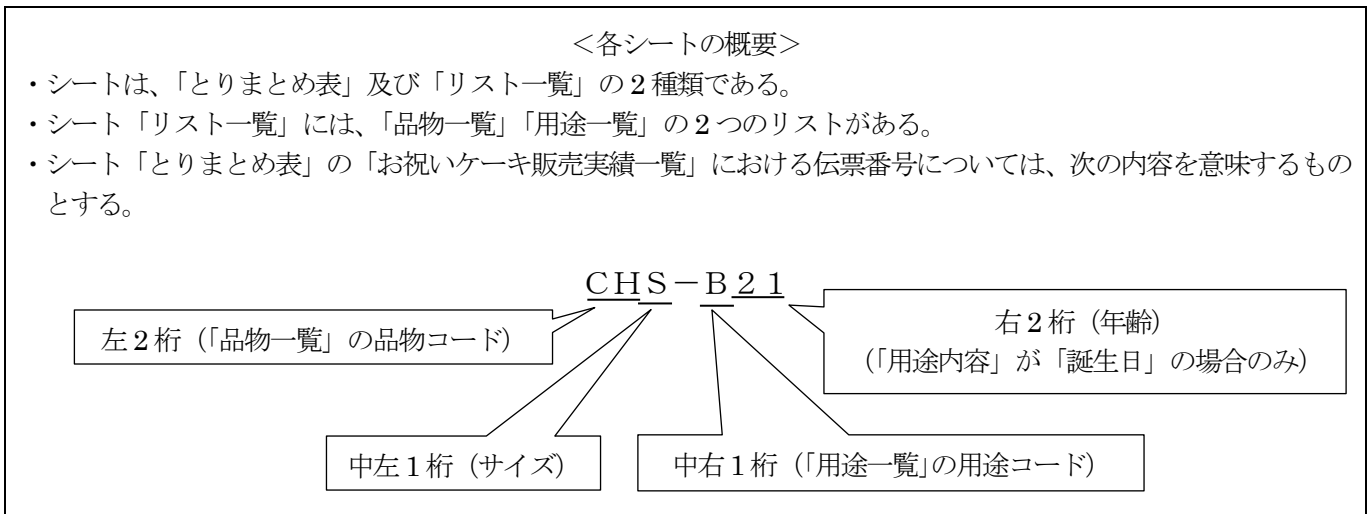 ＜各シートの概要＞
・シートは、「とりまとめ表」及び「リスト一覧」の２種類である。
・シート「リスト一覧」には、「品物一覧」「用途一覧」の２つのリストがある。
・シート「とりまとめ表」の「お祝いケーキ販売実績一覧」における伝票番号については、次の内容を意味するもの
とする。
ＣＨＳ－Ｂ２１
左２桁（「品物一覧」の品物コード）
右２桁（年齢）
（「用途内容」が「誕生日」の場合のみ）
中左１桁（サイズ）
中右１桁（「用途一覧」の用途コード）